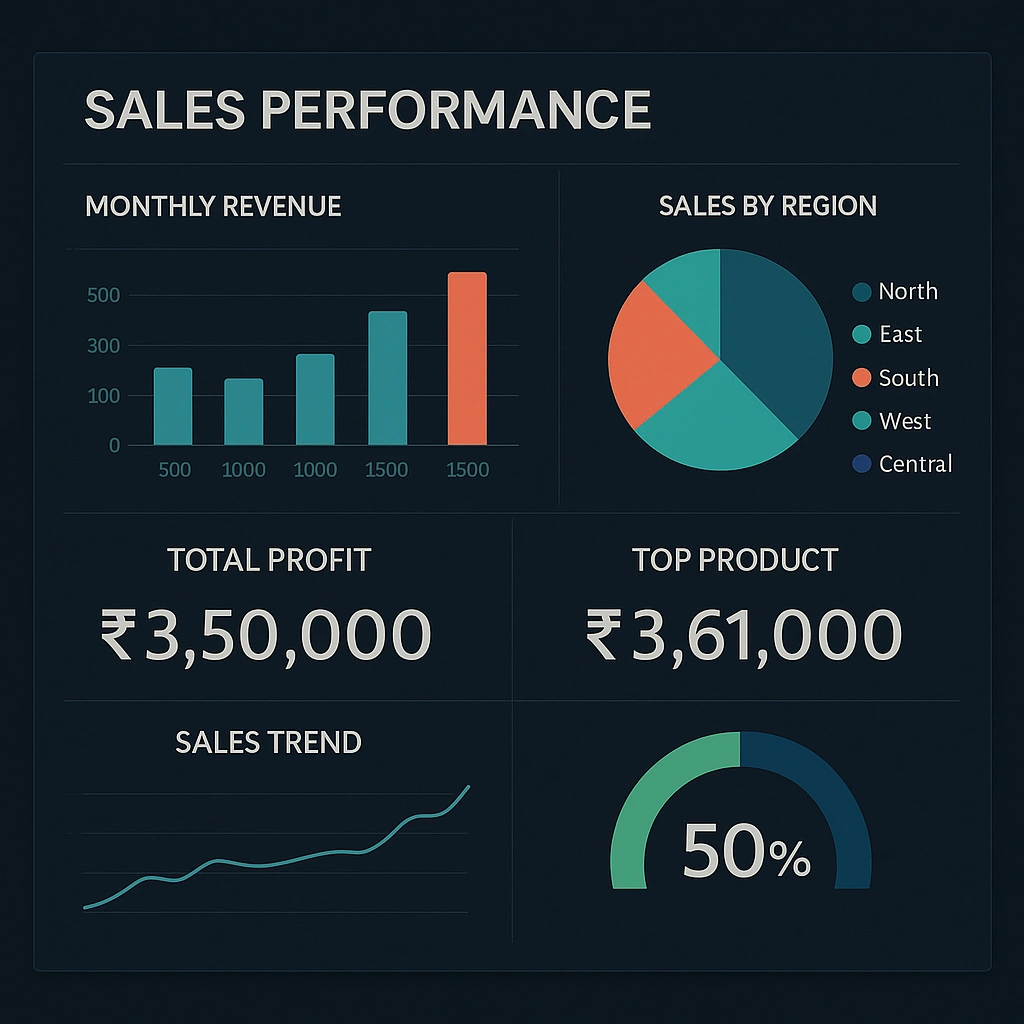 SALES PERFORMANCE
MONTHLY REVENUE
500
300
100
0
500 1000 1000 1500 1500
SALES BY REGION
North
East
South
West
Central
TOTAL PROFIT
₹3,50,000
TOP PRODUCT
₹3,61,000
SALES TREND
50%